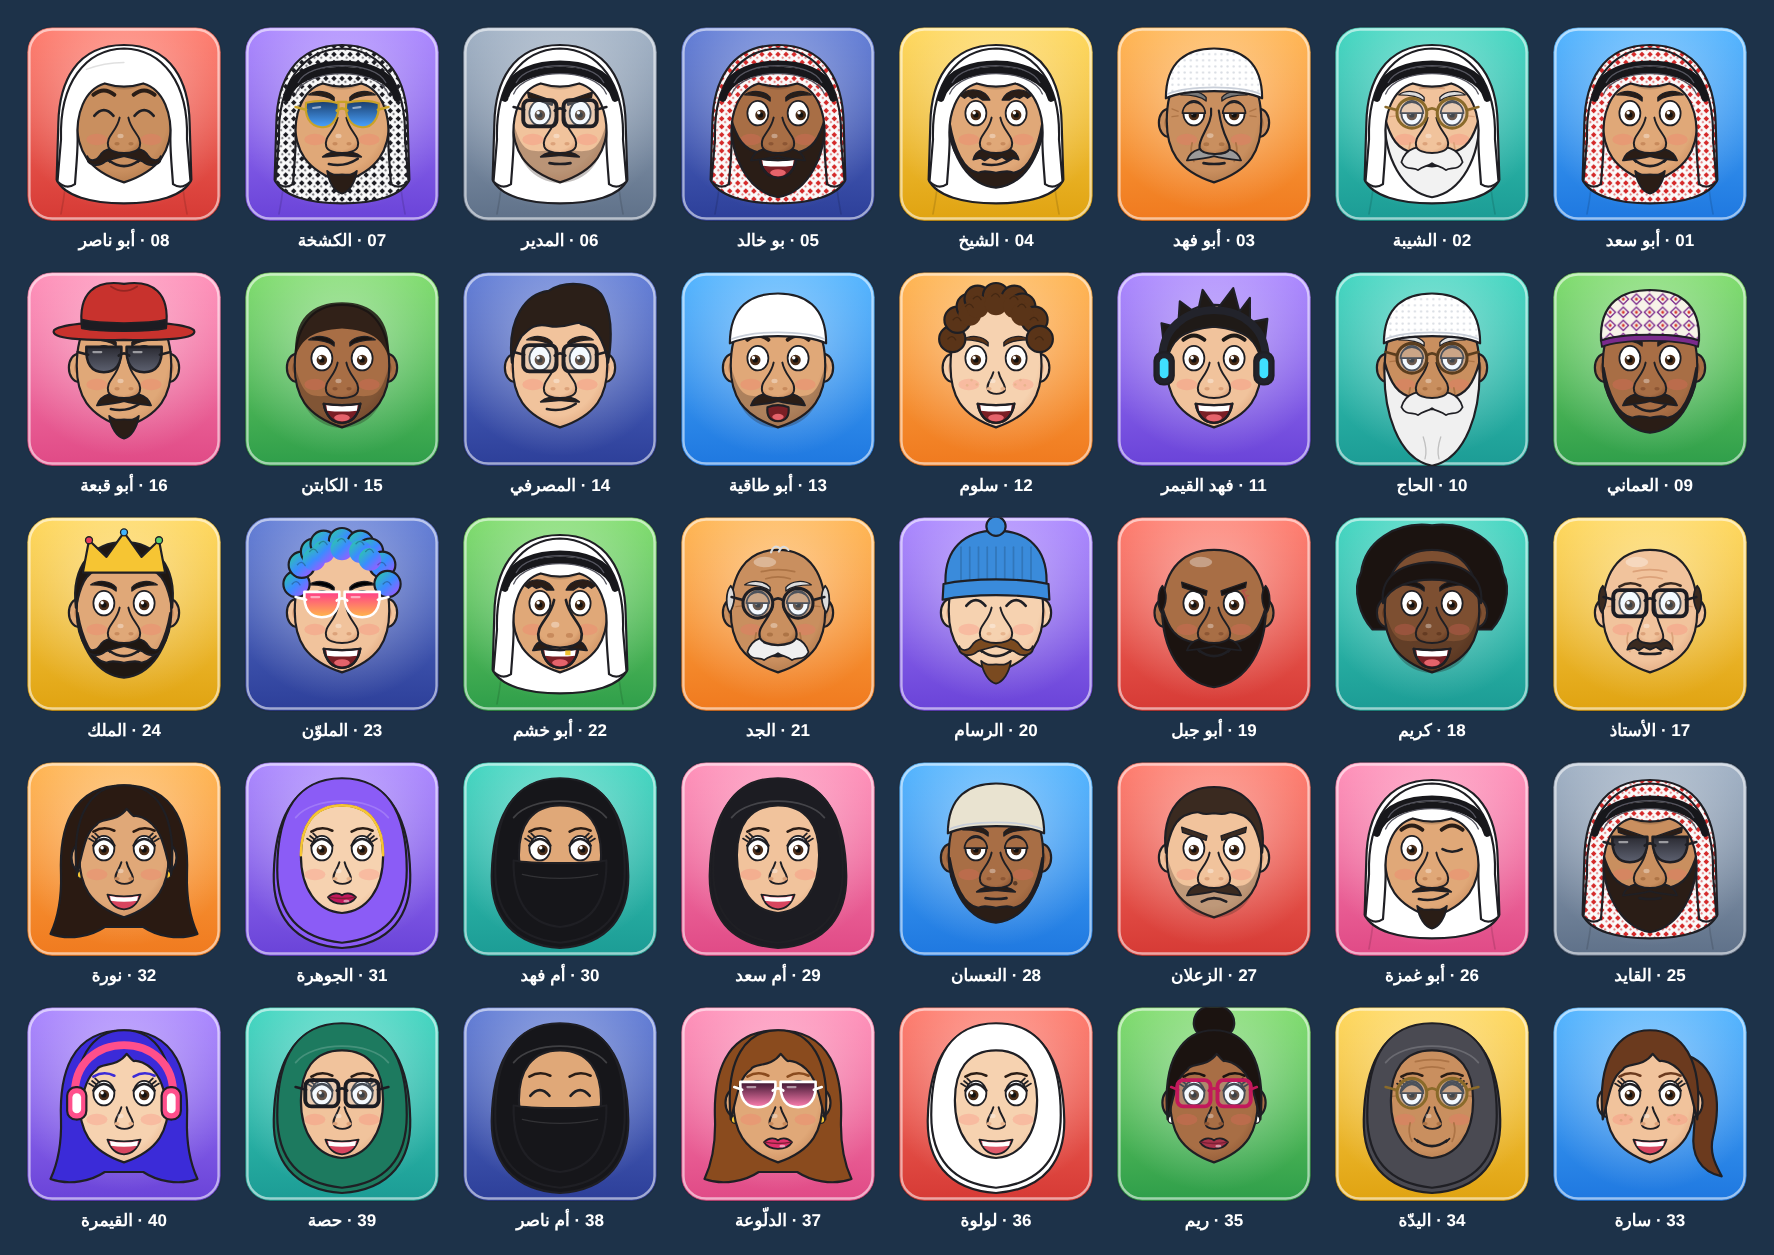 01 · أبو سعد
02 · الشيبة
03 · أبو فهد
04 · الشيخ
05 · بو خالد
06 · المدير
07 · الكشخة
08 · أبو ناصر
09 · العماني
10 · الحاج
11 · فهد القيمر
12 · سلوم
13 · أبو طاقية
14 · المصرفي
15 · الكابتن
16 · أبو قبعة
17 · الأستاذ
18 · كريم
19 · أبو جبل
20 · الرسام
21 · الجد
22 · أبو خشم
23 · الملوّن
24 · الملك
25 · القايد
26 · أبو غمزة
27 · الزعلان
28 · النعسان
29 · أم سعد
30 · أم فهد
31 · الجوهرة
32 · نورة
33 · سارة
34 · اليدّة
35 · ريم
36 · لولوة
37 · الدلّوعة
38 · أم ناصر
39 · حصة
40 · القيمرة